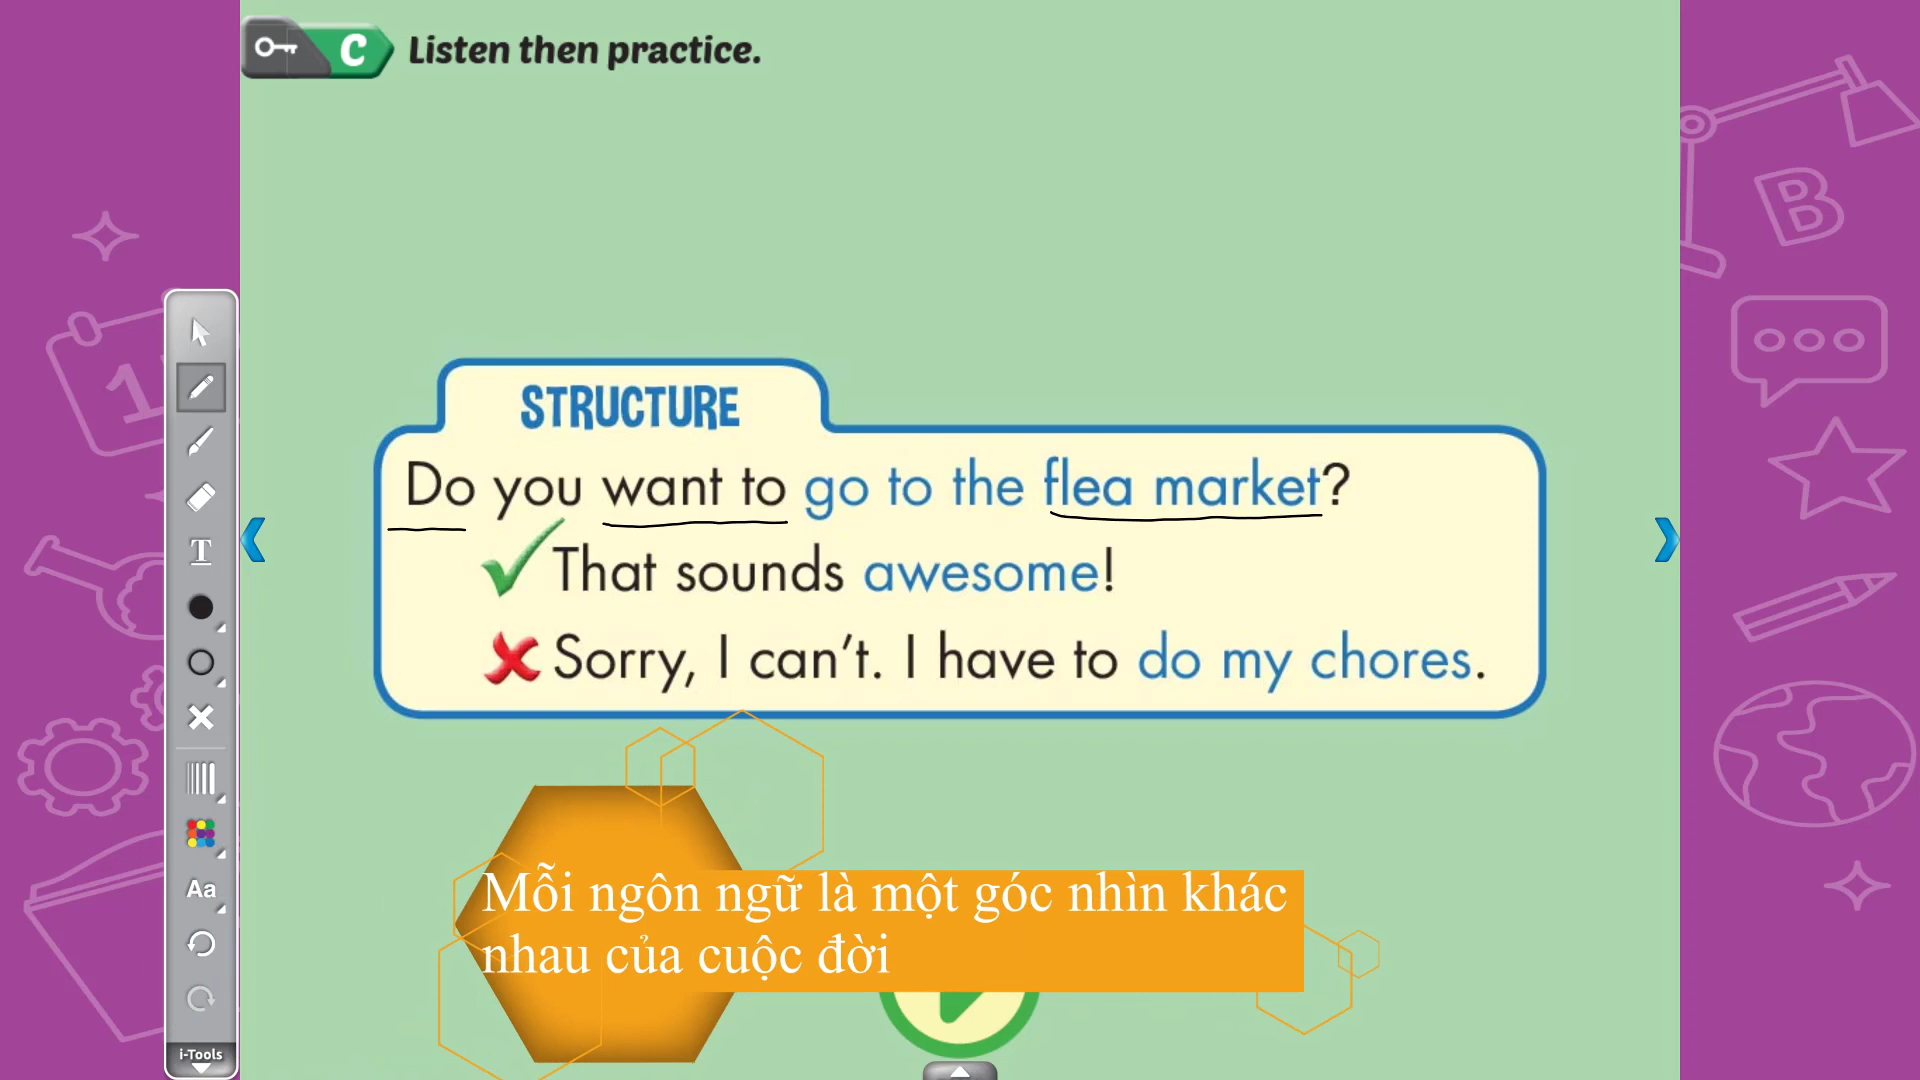 C Listen then practice.
STRUCTURE
Do you want to go to the flea market?
That sounds awesome!
Sorry, I can't. I have to do my chores.
Mỗi ngôn ngữ là một góc nhìn khác
nhau của cuộc đời
T
Aa
i-Tools
1
B